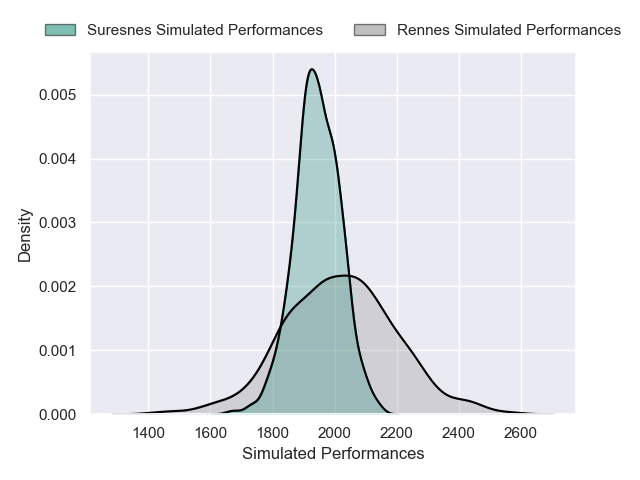 Suresnes Simulated Performances
Rennes Simulated Performances
0.005
0.004
0.003
0.002
0.001
0.000
Density
1400 1600 1800 2000 2200 2400 2600
Simulated Performances